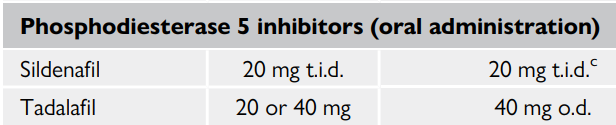 Phosphodiesterase 5 inhibitors (oral administration)
Sildenafil 20 mg t.i.d. 20 mg t.i.d.c
Tadalafil 20 or 40 mg 40 mg o.d.